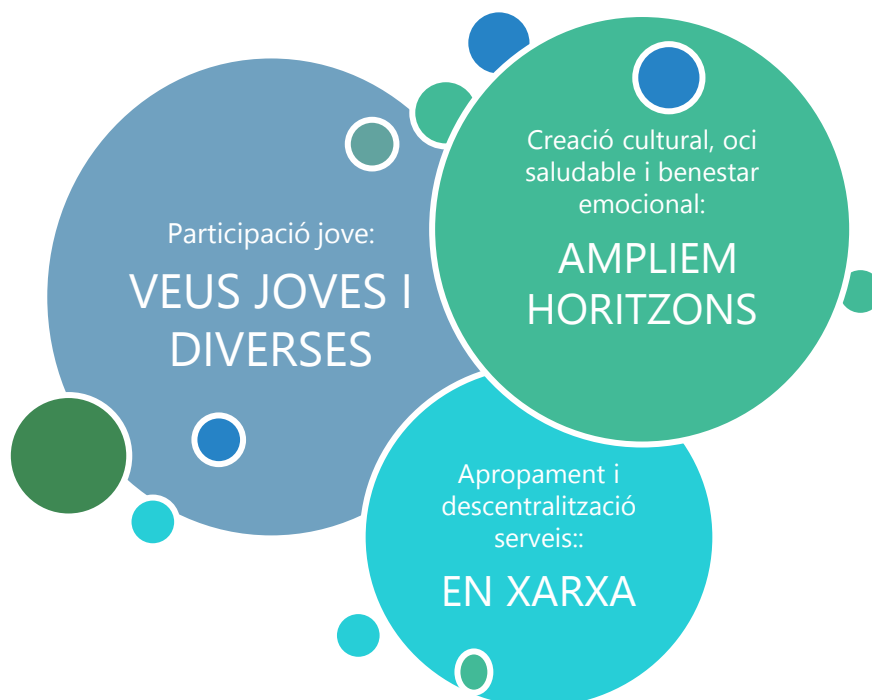 Participació jove:
VEUS JOVES I
DIVERSES
Creació cultural, oci
saludable i benestar
emocional:
AMPLIEM
HORITZONS
Apropament i
descentralització
serveis::
EN XARXA